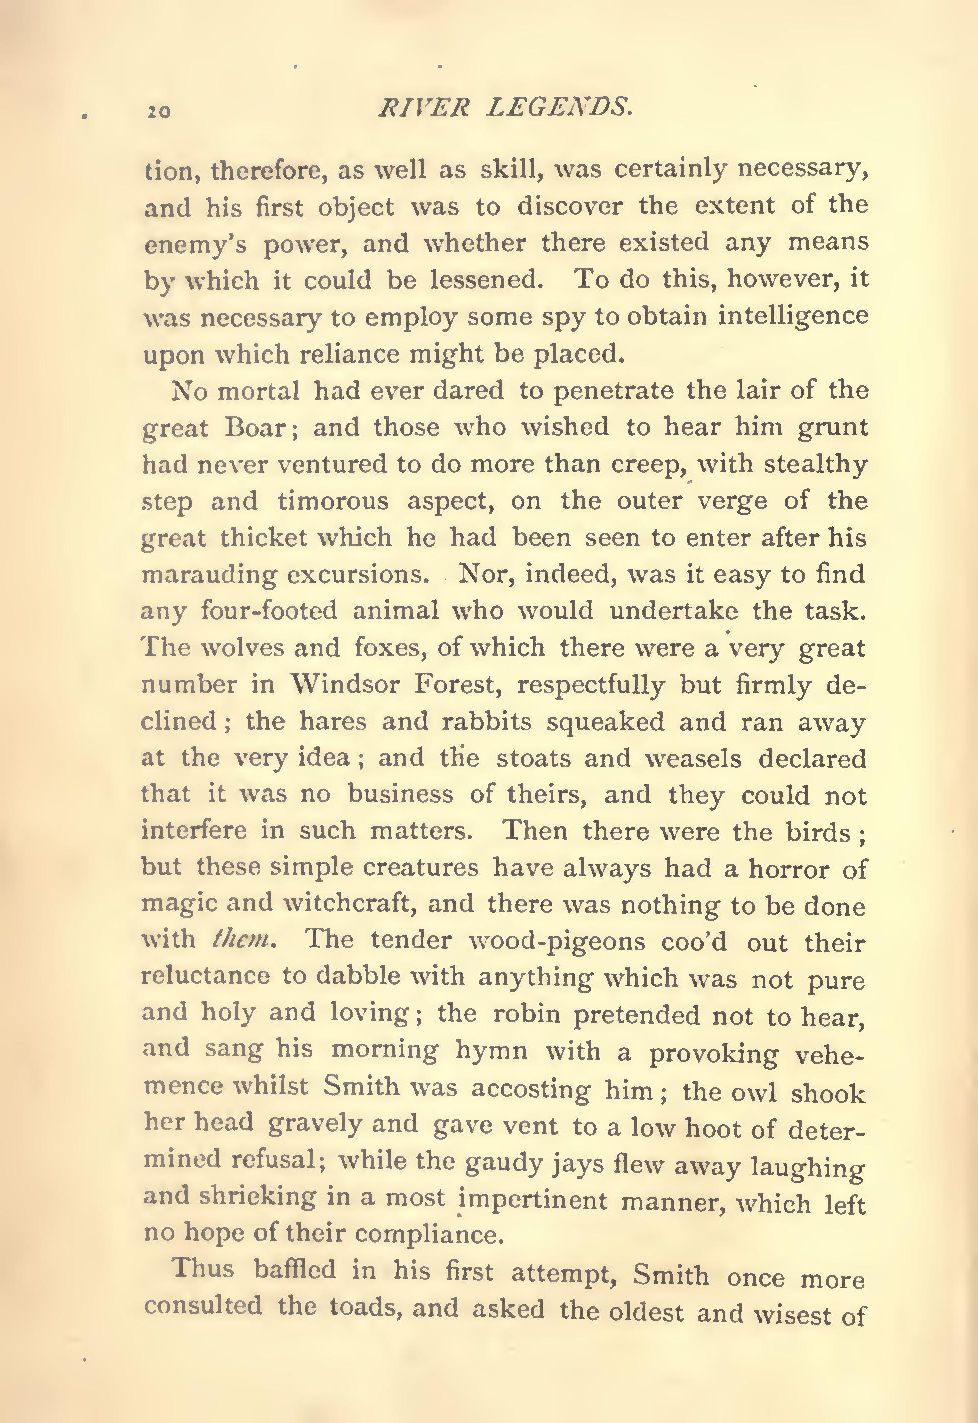 20 RIVER LEGENDS.
tion, therefore, as well as skill, was certainly necessary,
and his first object was to discover the extent of the
enemy's power, and whether there existed any means
by which it could be lessened. To do this, however, it
was necessary to employ some spy to obtain intelligence
upon which reliance might be placed.
No mortal had ever dared to penetrate the lair of the
great Boar; and those who wished to hear him grunt
had never ventured to do more than creep, with stealthy
step and timorous aspect, on the outer verge of the
great thicket which he had been seen to enter after his
marauding excursions. Nor, indeed, was it easy to find
any four-footed animal who would undertake the task.
The wolves and foxes, of which there were a very great
number in Windsor Forest, respectfully but firmly de-
clined; the hares and rabbits squeaked and ran away
at the very idea; and the stoats and weasels declared
that it was no business of theirs, and they could not
interfere in such matters. Then there were the birds;
but these simple creatures have always had a horror of
magic and witchcraft, and there was nothing to be done
with them. The tender wood-pigeons coo'd out their
reluctance to dabble with anything which was not pure
and holy and loving; the robin pretended not to hear,
and sang his morning hymn with a provoking vehe-
mence whilst Smith was accosting him; the owl shook
her head gravely and gave vent to a low hoot of deter-
mined refusal; while the gaudy jays flew away laughing
and shrieking in a most impertinent manner, which left
no hope of their compliance.
Thus baffled in his first attempt, Smith once more
consulted the toads, and asked the oldest and wisest of